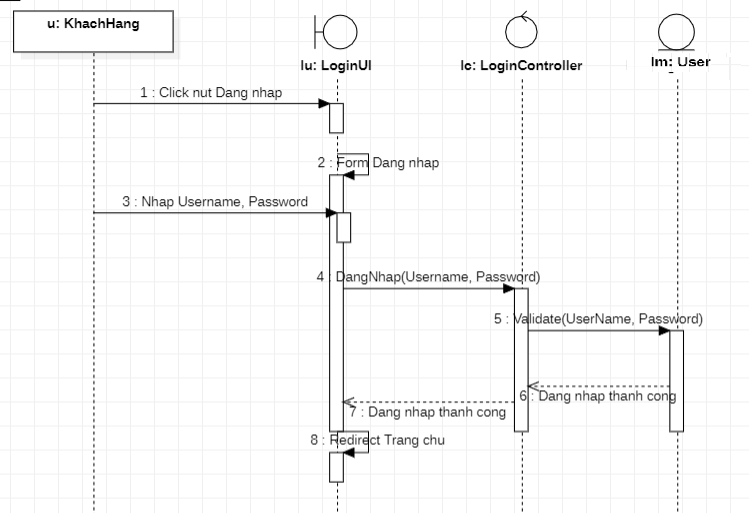 u: KhachHang
lu: LoginUI
lc: LoginController
lm: User
1 : Click nut Dang nhap
2 : Form Dang nhap
3 : Nhap Username, Password
4 : DangNhap(Username, Password)
5 : Validate(UserName, Password)
6 : Dang nhap thanh cong
7 : Dang nhap thanh cong
8 : Redirect Trang chu